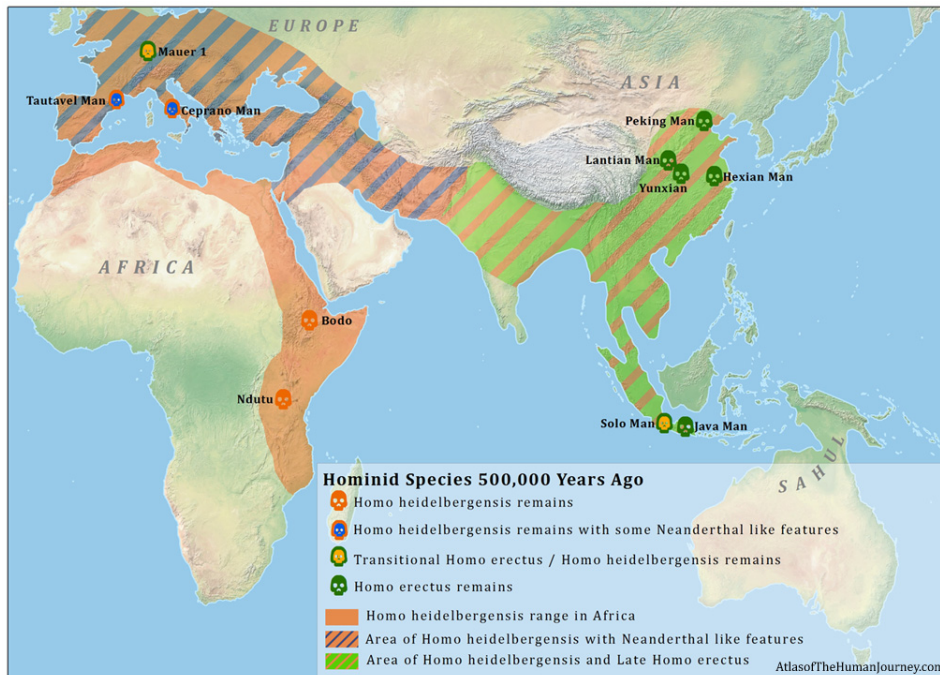 EUROPE
Mauer 1
ASIA
Tautavel Man
Ceprano Man
Peking Man
Lantian Man
Yunxian
Hexian Man
AFRICA
Bodo
Ndutu
Solo Man
Java Man
SAHUL
Hominid Species 500,000 Years Ago
Homo heidelbergensis remains
Homo heidelbergensis remains with some Neanderthal like features
Transitional Homo erectus / Homo heidelbergensis remains
Homo erectus remains
Homo heidelbergensis range in Africa
Area of Homo heidelbergensis with Neanderthal like features
Area of Homo heidelbergensis and Late Homo erectus
AtlasofTheHumanJourney.com